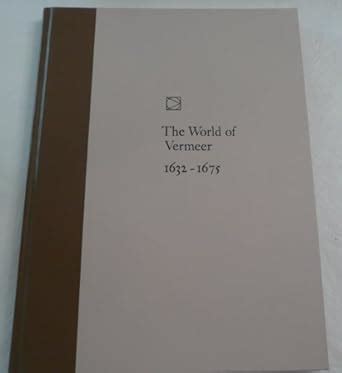 The World of
Vermeer
1632-1675